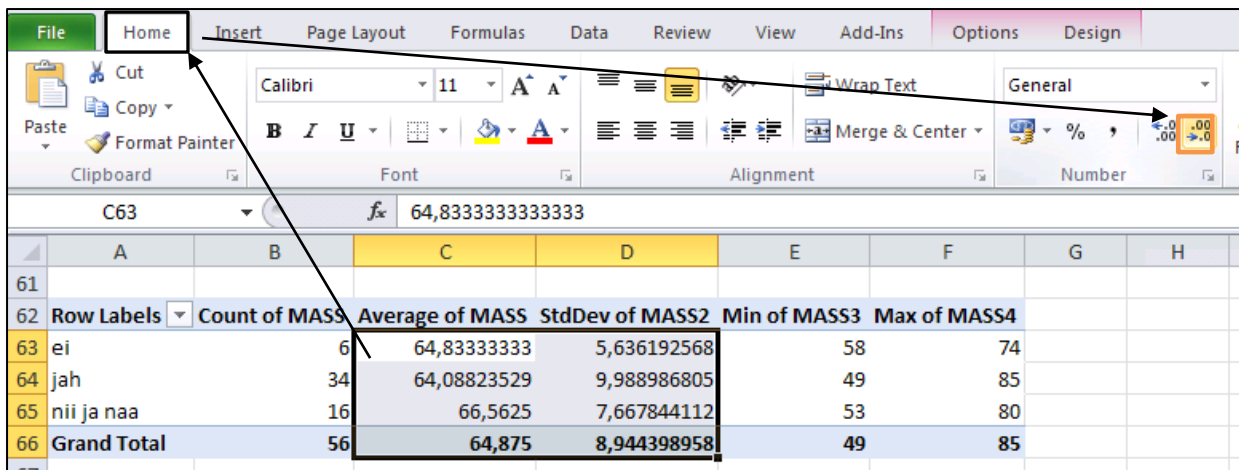 File Home Insert Page Layout Formulas Data Review View Add-Ins Options Design
Cut
Copy
Format Painter
Paste
Calibri 11 A A
Wrap Text
General
B I U A
Merge & Center
% , .00 .0
Clipboard Font Alignment Number
C63 fx 64,8333333333333
A B C D E F G H
61
62 Row Labels Count of MASS Average of MASS StdDev of MASS2 Min of MASS3 Max of MASS4
63 ei 6 64,83333333 5,636192568 58 74
64 jah 34 64,08823529 9,988986805 49 85
65 nii ja naa 16 66,5625 7,667844112 53 80
66 Grand Total 56 64,875 8,944398958 49 85